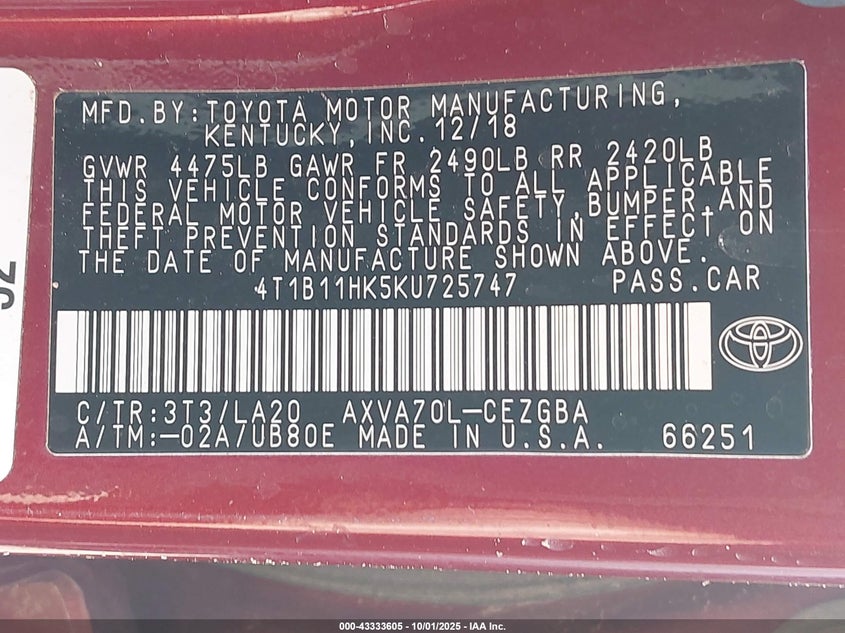 MFD.BY:TOYOTA MOTOR MANUFACTURING,
KENTUCKY,INC.12/18
GVWR 4475LB GAWR FR 2490LB RR 2420LB
THIS VEHICLE CONFORMS TO ALL APPLICABLE
FEDERAL MOTOR VEHICLE SAFETY,BUMPER,AND
THEFT PREVENTION STANDARDS IN EFFECT ON
THE DATE OF MANUFACTURE SHOWN ABOVE.
4T1B11HK5KU725747 PASS.CAR
C/TR:3T3/LA20 AXVA70L-CEZGBA
A/TM:-02A/UB80E MADE IN U.S.A. 66251
000-43333605 - 10/01/2025 - IAA Inc.